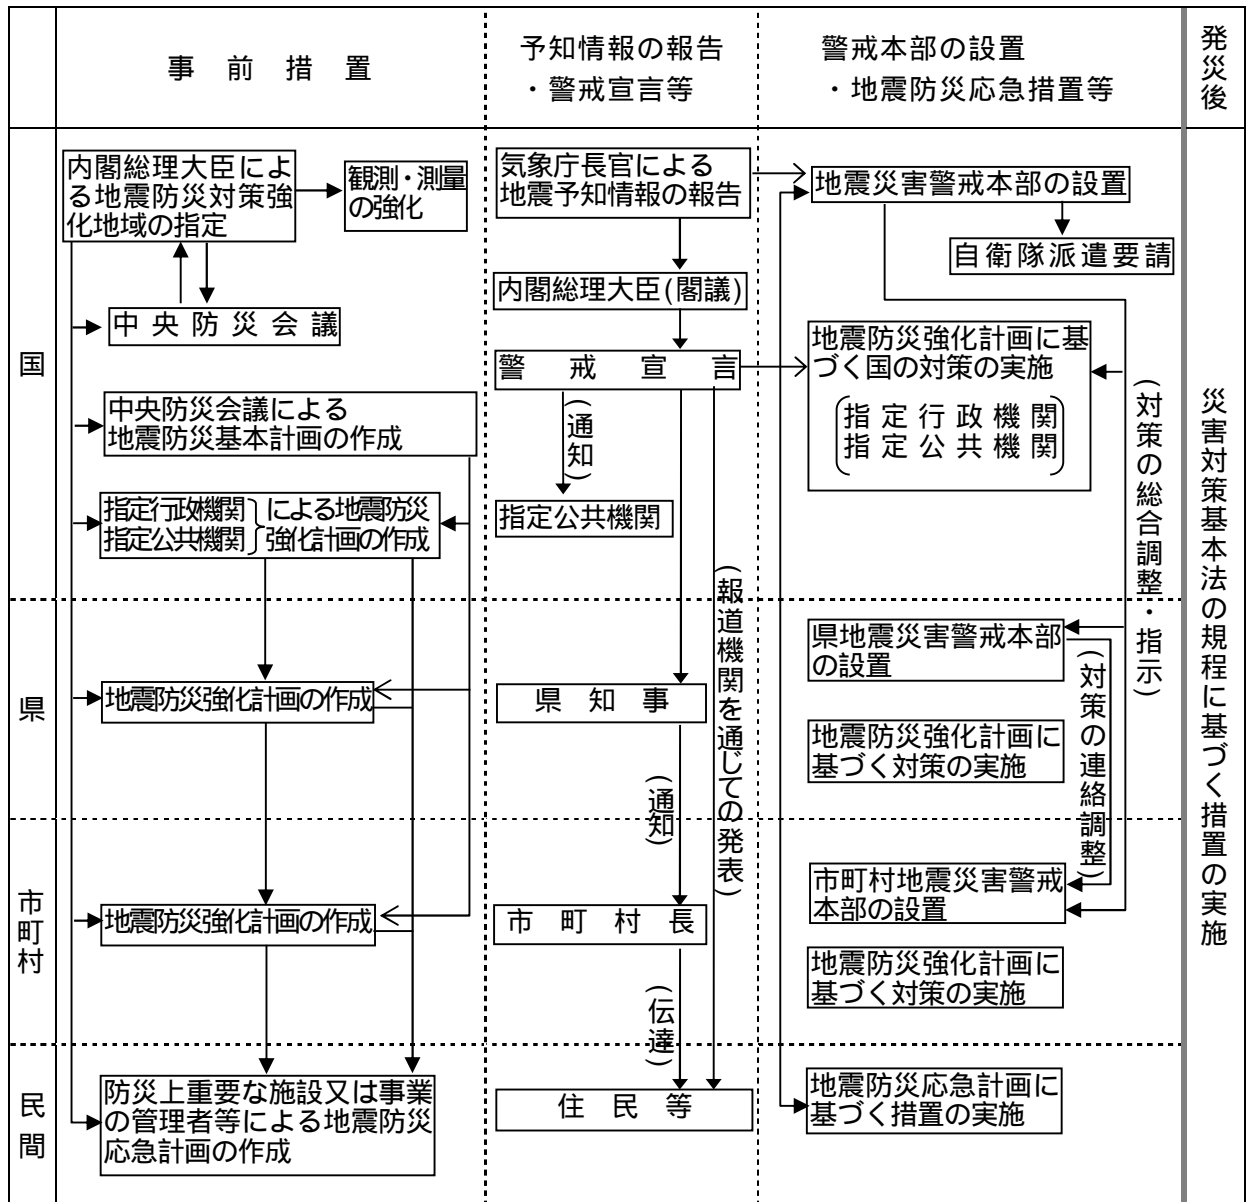 事前措置
予知情報の報告
・警戒宣言等
警戒本部の設置
・地震防災応急措置等
発災後
国
内閣総理大臣によ
る地震防災対策強
化地域の指定
観測・測量
の強化
中央防災会議
中央防災会議による
地震防災基本計画の作成
指定行政機関
指定公共機関
による地震防災
強化計画の作成
気象庁長官による
地震予知情報の報告
内閣総理大臣(閣議)
警戒宣言
(通知)
指定公共機関
(報道機関を通じての発表)
地震災害警戒本部の設置
自衛隊派遣要請
地震防災強化計画に基
づく国の対策の実施
指定行政機関
指定公共機関
(対策の総合調整・指示)
県
地震防災強化計画の作成
県知事
(通知)
県地震災害警戒本部
の設置
地震防災強化計画に
基づく対策の実施
(対策の連絡調整)
市町村
地震防災強化計画の作成
市町村長
(伝達)
市町村地震災害警戒
本部の設置
地震防災強化計画に
基づく対策の実施
民間
防災上重要な施設又は事業
の管理者等による地震防災
応急計画の作成
住民等
地震防災応急計画に
基づく措置の実施
災害対策基本法の規程に基づく措置の実施